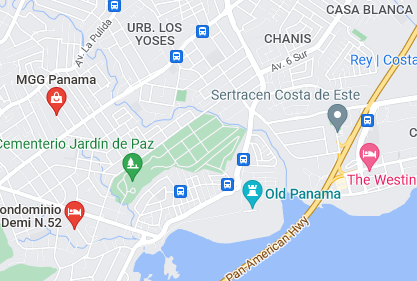 CASA BLANCA
URB. LOS
YOSES
Av. La Pulida
CHANIS
Av. 6 Sur
Rey | Costa
MGG Panama
Sertracen Costa de Este
Cementerio Jardín de Paz
C
The Westin
Old Panama
ondominio
Demi N.52
Pan-American Hwy